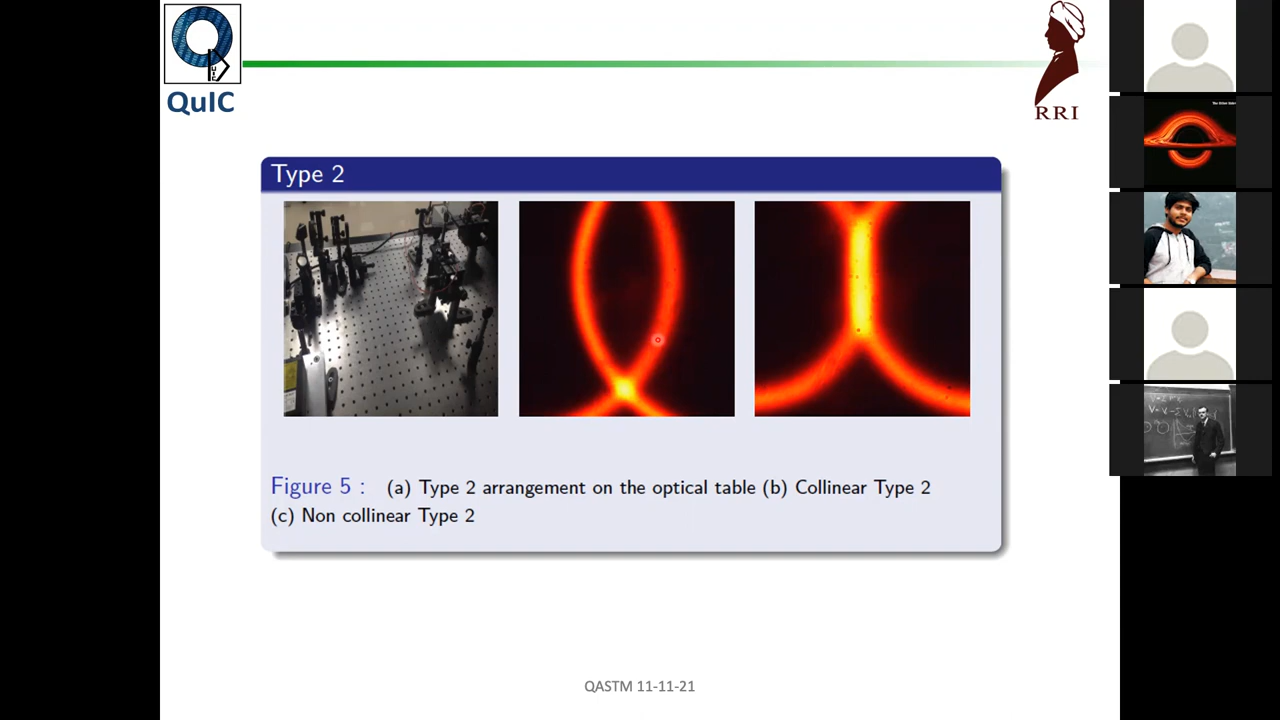 QuIC
RRI
Type 2
Figure 5 : (a) Type 2 arrangement on the optical table (b) Collinear Type 2
(c) Non collinear Type 2
QASTM 11-11-21